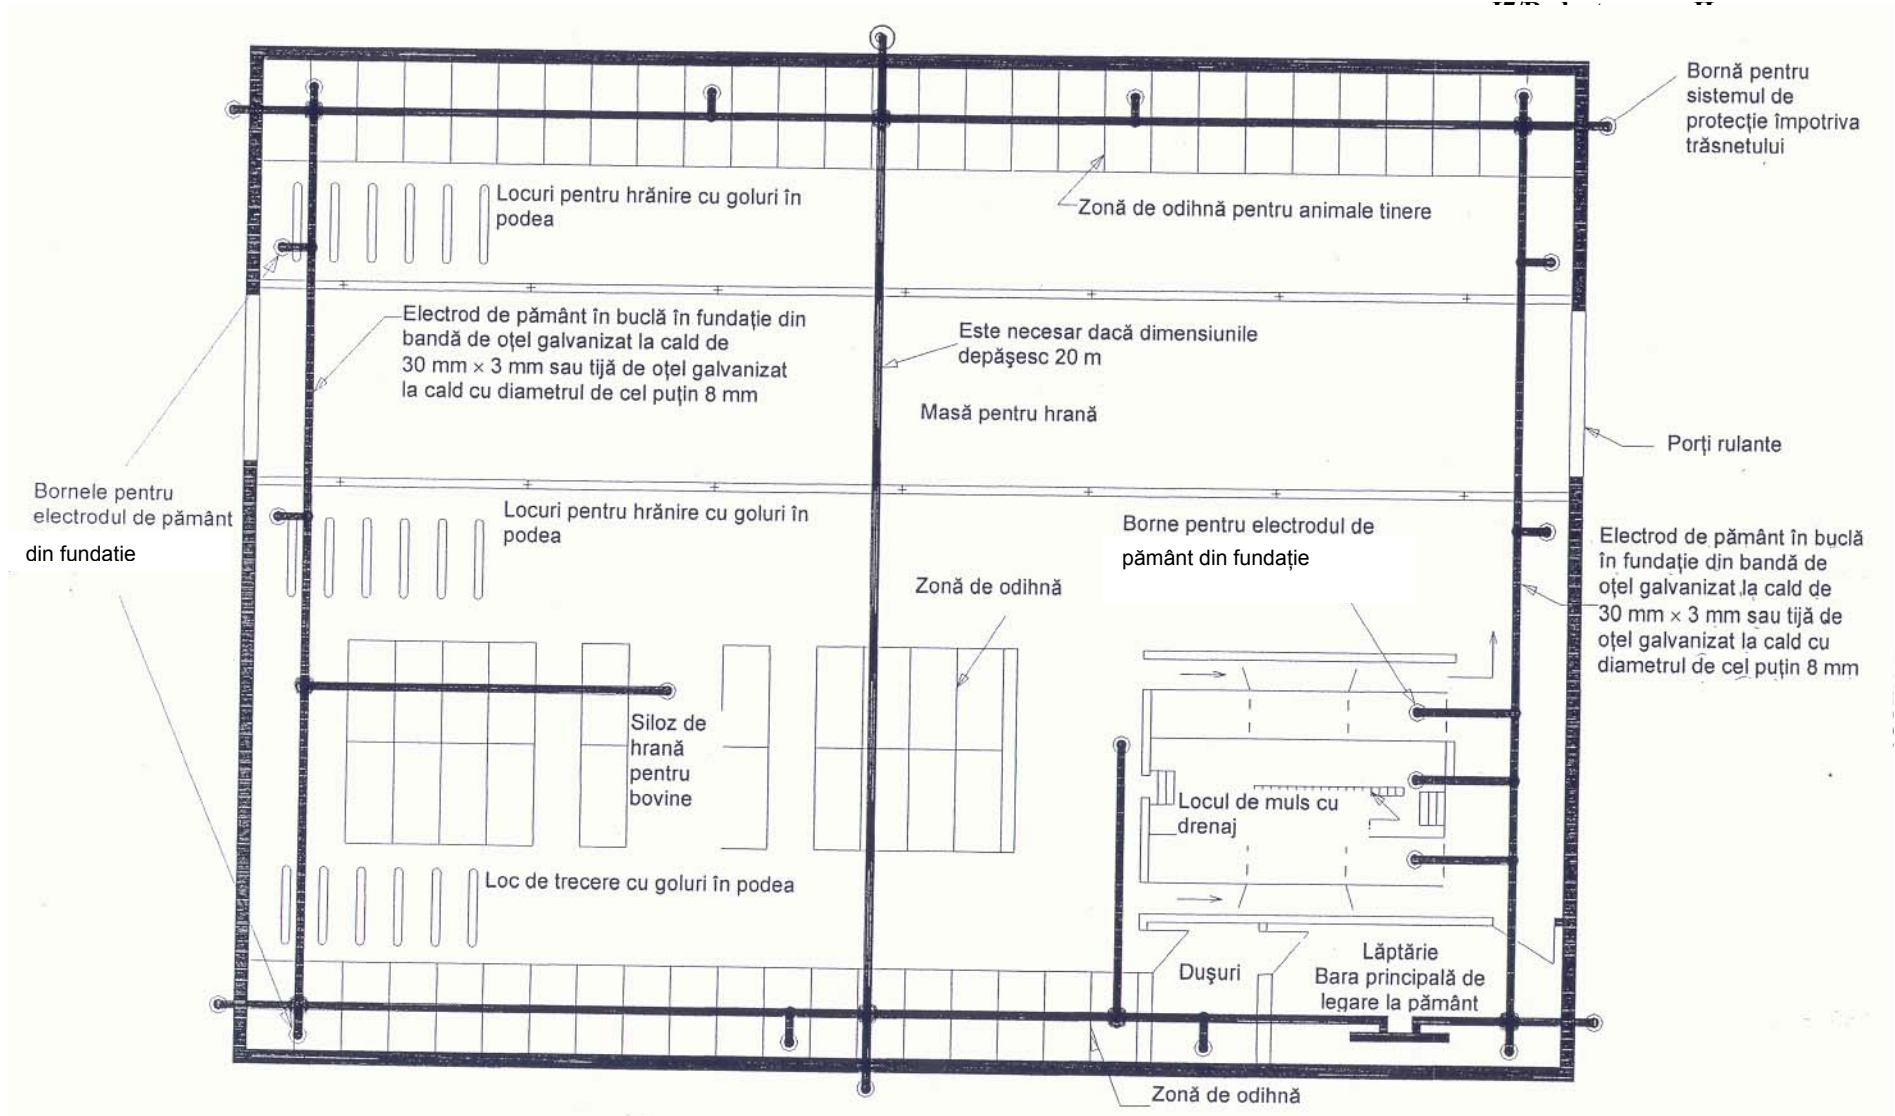 Bornă pentru
sistemul de
protecție împotriva
trăsnetului
Locuri pentru hrănire cu goluri în
podea
Zonă de odihnă pentru animale tinere
Electrod de pământ în buclă în fundație din
bandă de oțel galvanizat la cald de
30 mm × 3 mm sau tijă de oțel galvanizat
la cald cu diametrul de cel puțin 8 mm
Este necesar dacă dimensiunile
depăşesc 20 m
Masă pentru hrană
Porți rulante
Bornele pentru
electrodul de pământ
din fundatie
Locuri pentru hrănire cu goluri în
podea
Borne pentru electrodul de
pământ din fundație
Electrod de pământ în buclă
în fundație din bandă de
oțel galvanizat la cald de
30 mm × 3 mm sau tijă de
oțel galvanizat la cald cu
diametrul de cel puțin 8 mm
Zonă de odihnă
Siloz de
hrană
pentru
bovine
Locul de muls cu
drenaj
Loc de trecere cu goluri în podea
Duşuri
Lăptărie
Bara principală de
legare la pământ
Zonă de odihnă